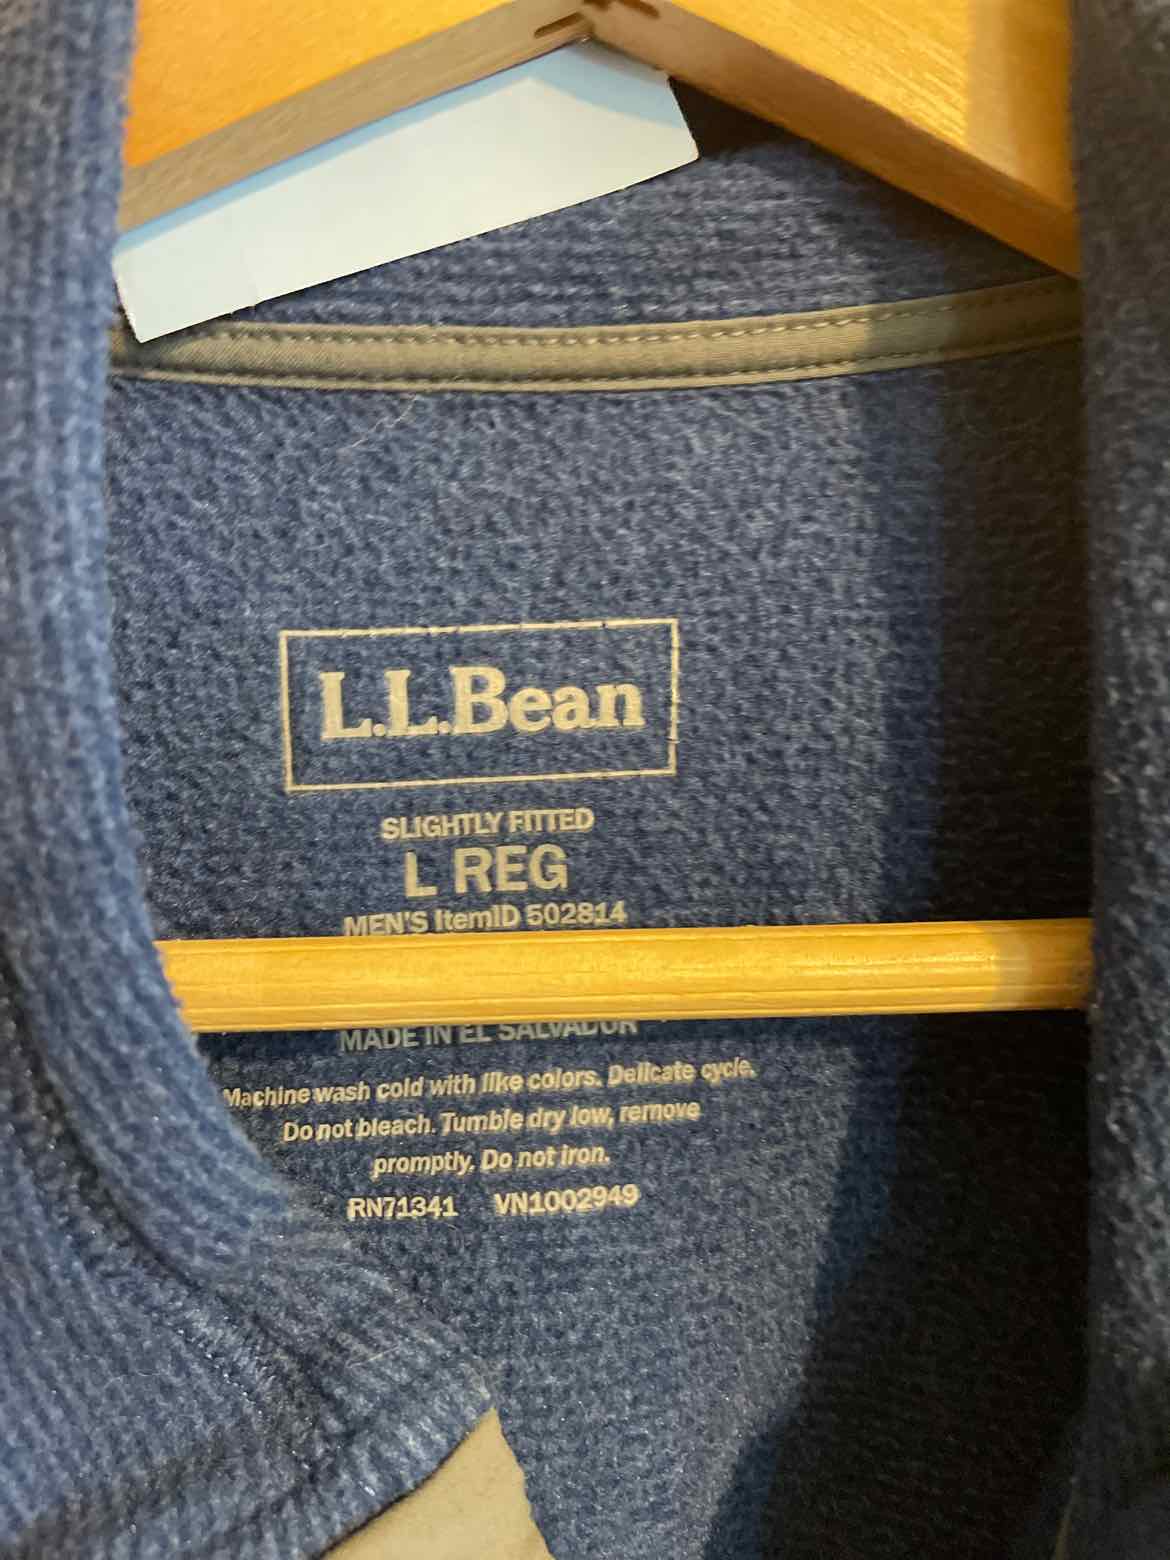 L.L.Bean
SLIGHTLY FITTED
L REG
MEN'S ItemID 502814
MADE IN EL SALVADOR
Machine wash cold with like colors. Delicate cycle.
Do not bleach. Tumble dry low, remove
promptly. Do not iron.
RN71341 VN1002949